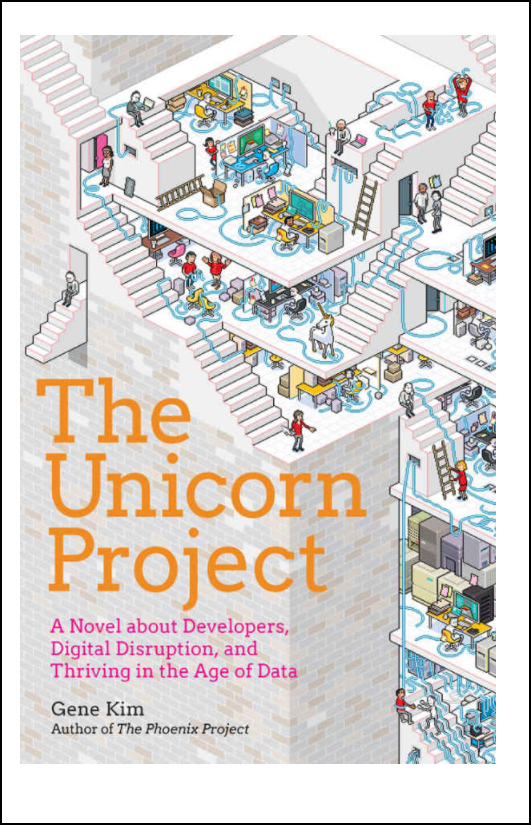 The
Unicorn
Project
A Novel about Developers,
Digital Disruption, and
Thriving in the Age of Data
Gene Kim
Author of The Phoenix Project